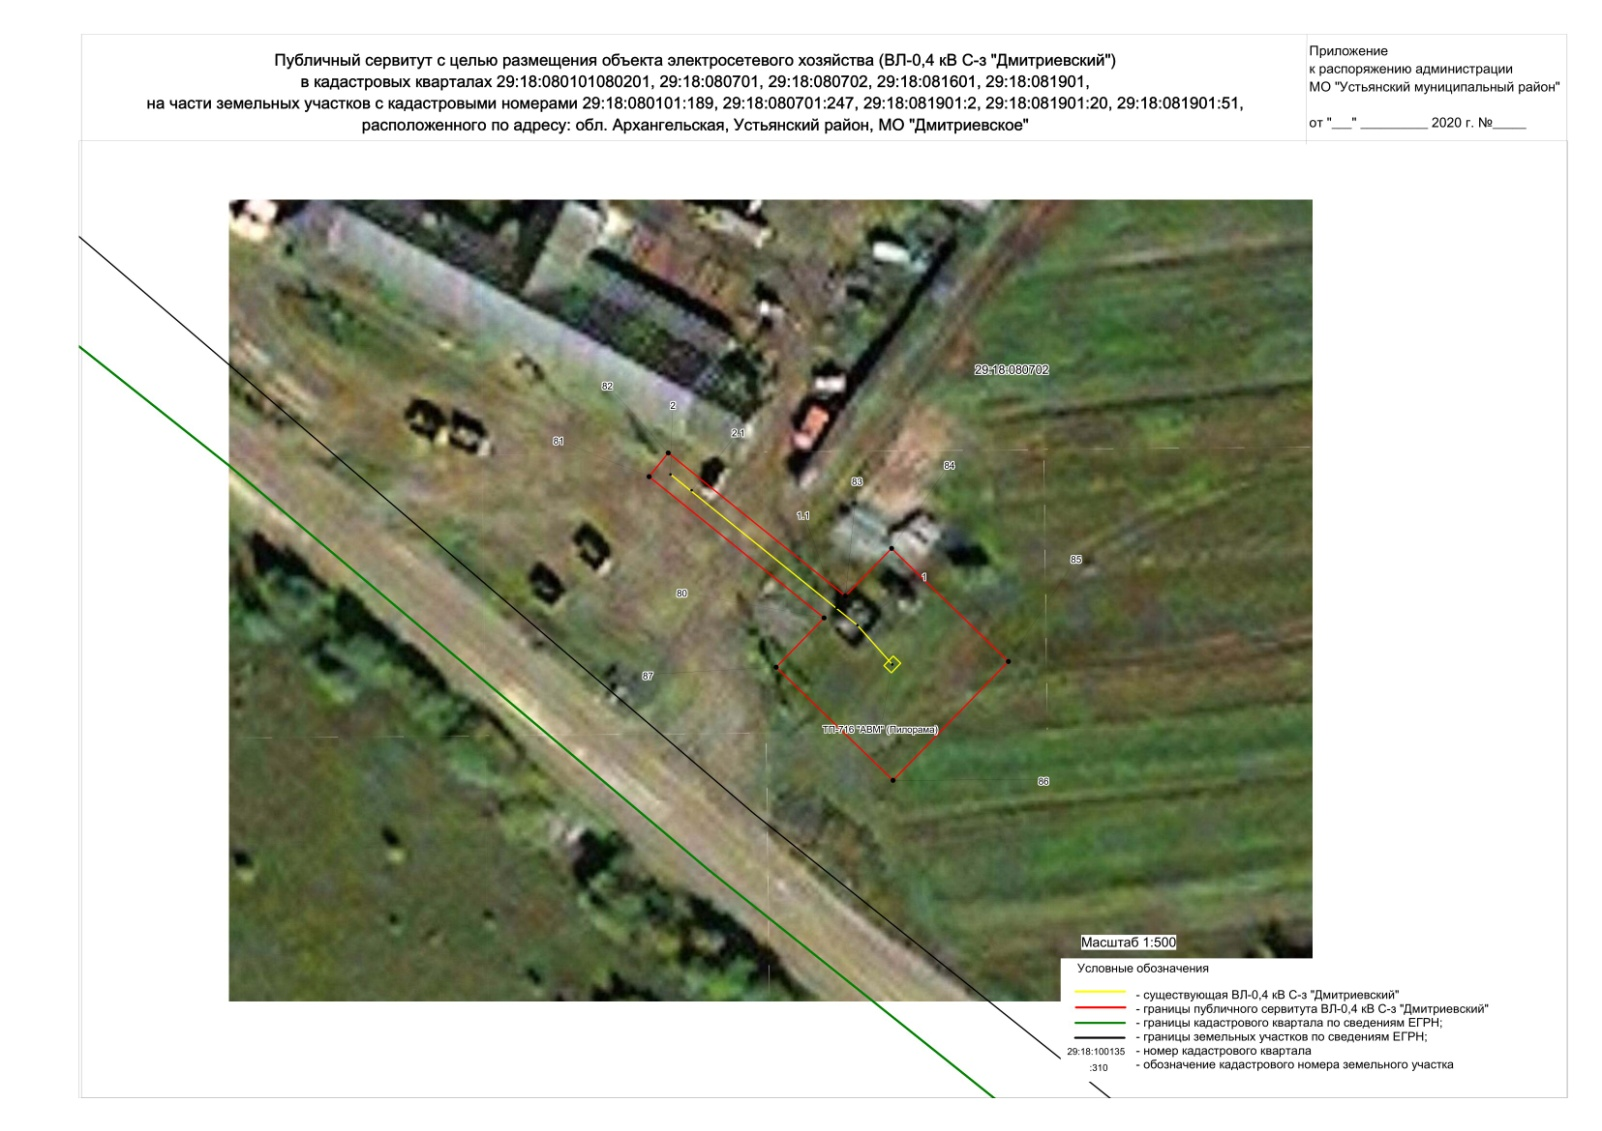 Публичный сервитут с целью размещения объекта электросетевого хозяйства (ВЛ-0,4 кВ С-з "Дмитриевский")
в кадастровых кварталах 29:18:080101080201, 29:18:080701, 29:18:080702, 29:18:081601, 29:18:081901,
на части земельных участков с кадастровыми номерами 29:18:080101:189, 29:18:080701:247, 29:18:081901:2, 29:18:081901:20, 29:18:081901:51,
расположенного по адресу: обл. Архангельская, Устьянский район, МО "Дмитриевское"
Приложение
к распоряжению администрации
МО "Устьянский муниципальный район"
от "___" _________ 2020 г. №_____
29:18:080702
82
2
2.1
81
84
83
1.1
85
1
80
87
ТП-716 "АВМ" (Пилорама)
86
Масштаб 1:500
Условные обозначения
- существующая ВЛ-0,4 кВ С-з "Дмитриевский"
- границы публичного сервитута ВЛ-0,4 кВ С-з "Дмитриевский"
- границы кадастрового квартала по сведениям ЕГРН;
- границы земельных участков по сведениям ЕГРН;
29:18:100135 - номер кадастрового квартала
:310 - обозначение кадастрового номера земельного участка